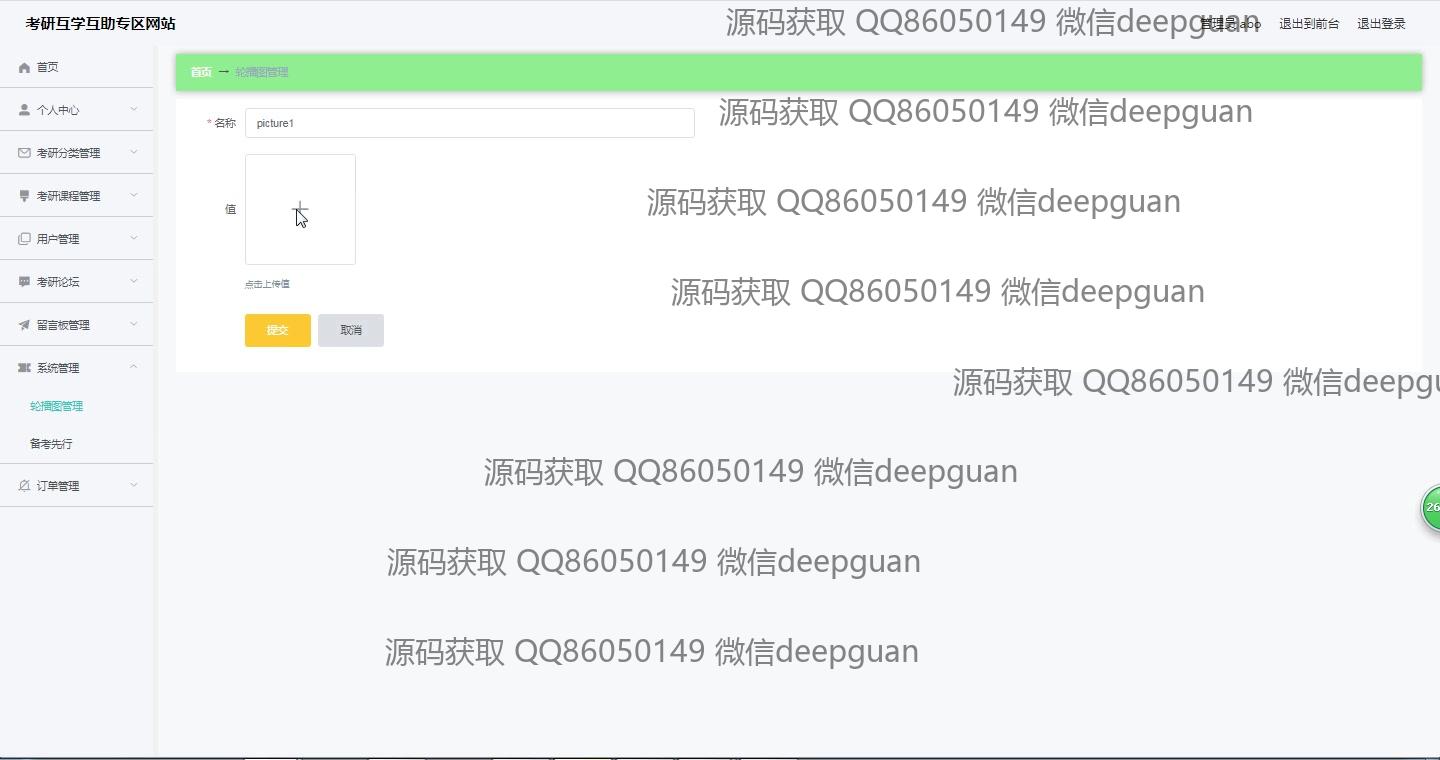 考研互学互助专区网站
源码获取 QQ86050149 微信deepguan
退出到前台
退出登录
首页
首页 → 轮播图管理
个人中心
* 名称 picture1
源码获取 QQ86050149 微信deepguan
考研分类管理
考研课程管理
值
源码获取 QQ86050149 微信deepguan
用户管理
考研论坛
点击上传值
源码获取 QQ86050149 微信deepguan
留言板管理
提交 取消
系统管理
源码获取 QQ86050149 微信deepgu
轮播图管理
备考先行
源码获取 QQ86050149 微信deepguan
订单管理
26
源码获取 QQ86050149 微信deepguan
源码获取 QQ86050149 微信deepguan